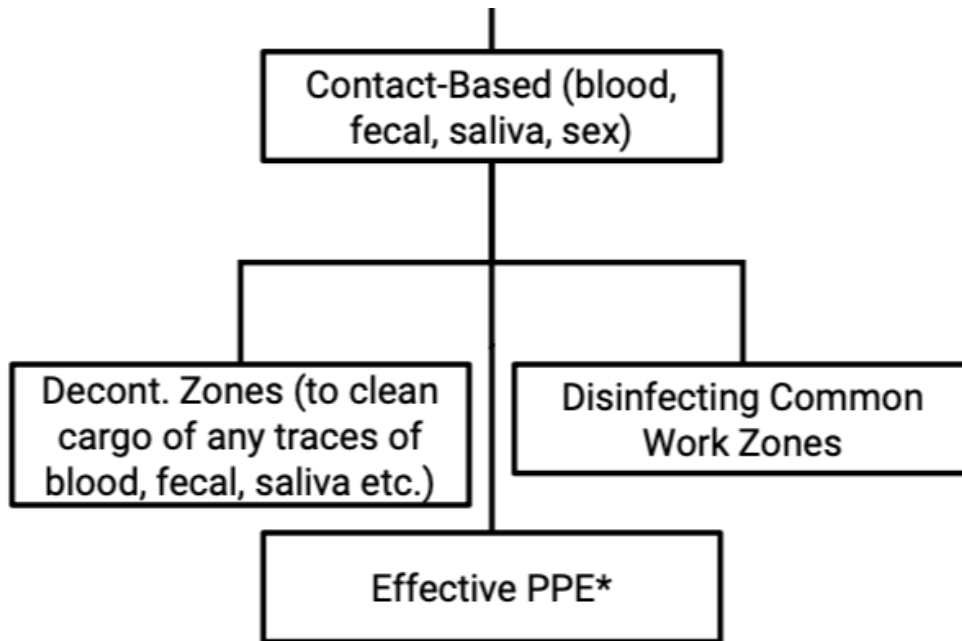 Contact-Based (blood,
fecal, saliva, sex)
Decont. Zones (to clean
cargo of any traces of
blood, fecal, saliva etc.)
Disinfecting Common
Work Zones
Effective PPE*